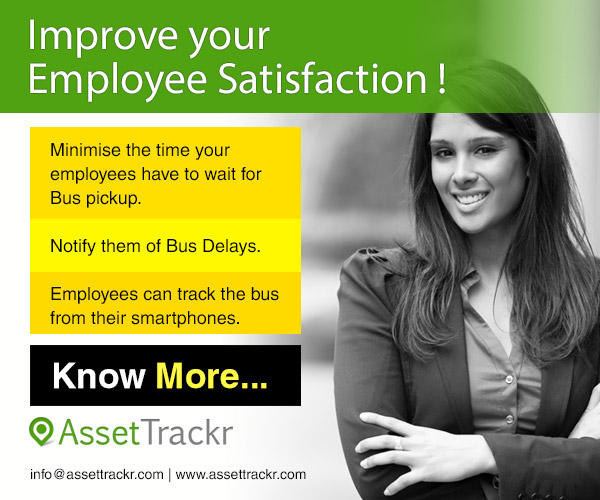 Improve your
Employee Satisfaction !
Minimise the time your
employees have to wait for
Bus pickup.
Notify them of Bus Delays.
Employees can track the bus
from their smartphones.
Know More...
AssetTrackr
info@assettrackr.com | www.assettrackr.com